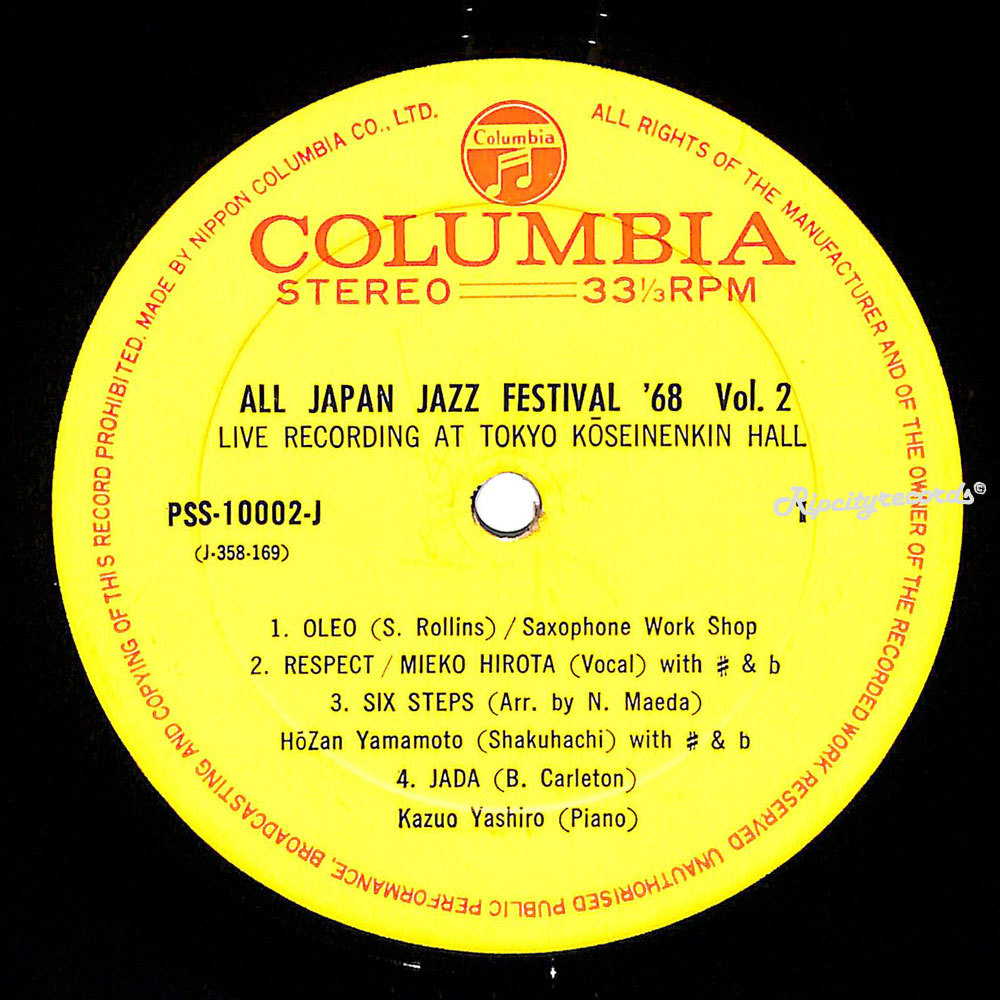 Columbia
COLUMBIA
STEREO 33⅓RPM
ALL JAPAN JAZZ FESTIVAL '68 Vol. 2
LIVE RECORDING AT TOKYO KŌSEINENKIN HALL
PSS-10002-J
(J-358-169)
1
Ripcityrecords©
1. OLEO (S. Rollins) / Saxophone Work Shop
2. RESPECT / MIEKO HIROTA (Vocal) with ♯ & b
3. SIX STEPS (Arr. by N. Maeda)
HōZan Yamamoto (Shakuhachi) with ♯ & b
4. JADA (B. Carleton)
Kazuo Yashiro (Piano)
ALL RIGHTS OF THE MANUFACTURER AND OF THE OWNER OF THE RECORDED WORK RESERVED UNAUTHORISED PUBLIC PERFORMANCE, BROADCASTING AND COPYING OF THIS RECORD PROHIBITED. MADE BY NIPPON COLUMBIA CO., LTD.